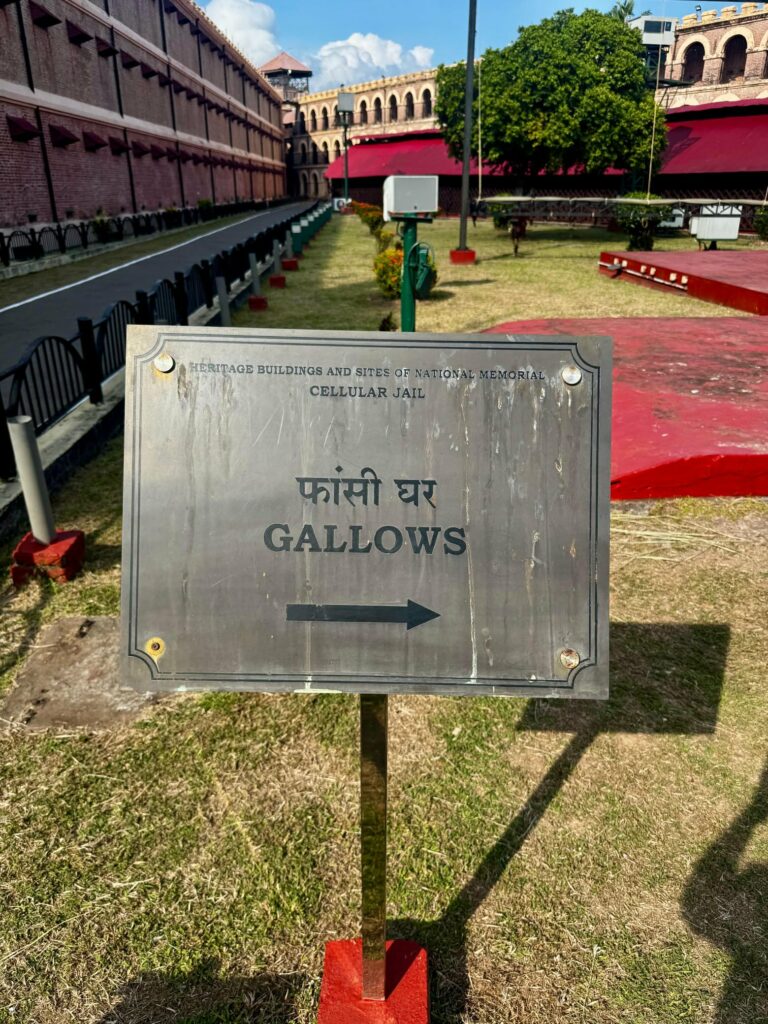 HERITAGE BUILDINGS AND SITES OF NATIONAL MEMORIAL
CELLULAR JAIL
फांसी घर
GALLOWS